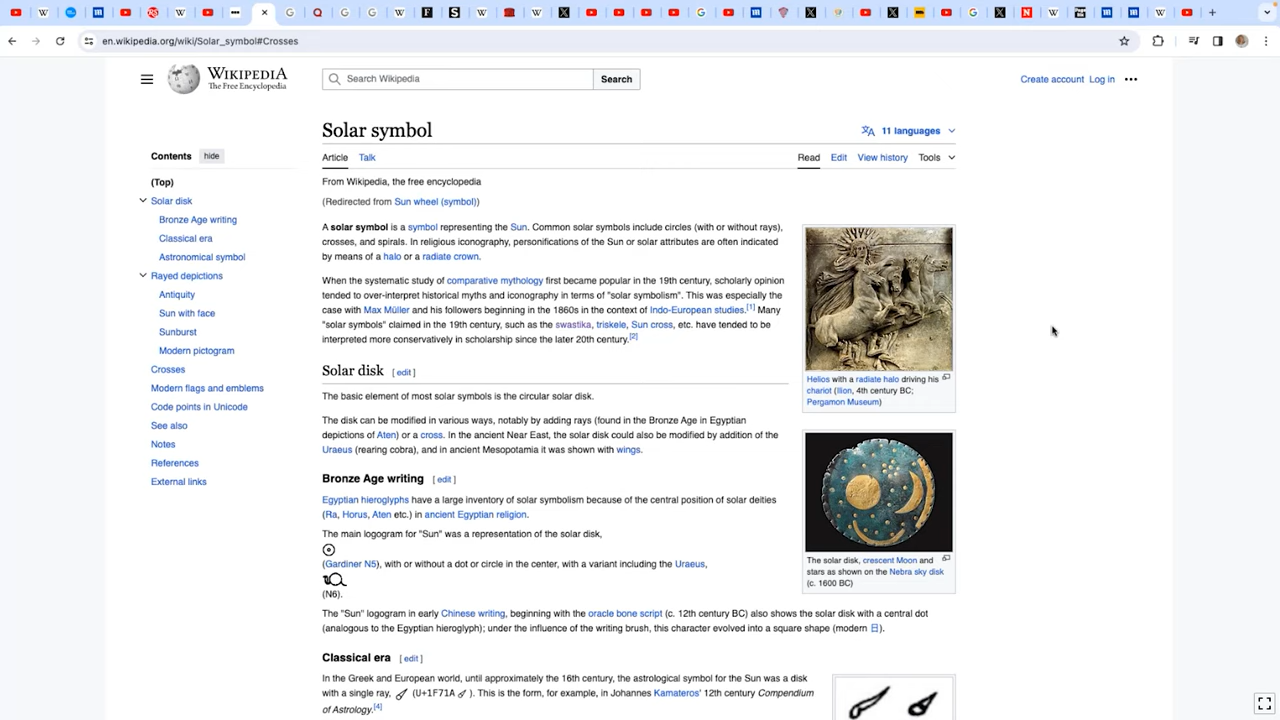 en.wikipedia.org/wiki/Solar_symbol#Crosses
WIKIPEDIA
The Free Encyclopedia
Search Wikipedia
Search
Create account Log in
Solar symbol
11 languages
Article Talk
Read Edit View history Tools
Contents hide
(Top)
Solar disk
Bronze Age writing
Classical era
Astronomical symbol
Rayed depictions
Antiquity
Sun with face
Sunburst
Modern pictogram
Crosses
Modern flags and emblems
Code points in Unicode
See also
Notes
References
External links
From Wikipedia, the free encyclopedia
(Redirected from Sun wheel (symbol))
A solar symbol is a symbol representing the Sun. Common solar symbols include circles (with or without rays),
crosses, and spirals. In religious iconography, personifications of the Sun or solar attributes are often indicated
by means of a halo or a radiate crown.
When the systematic study of comparative mythology first became popular in the 19th century, scholarly opinion
tended to over-interpret historical myths and iconography in terms of "solar symbolism". This was especially the
case with Max Müller and his followers beginning in the 1860s in the context of Indo-European studies.[1] Many
"solar symbols" claimed in the 19th century, such as the swastika, triskele, Sun cross, etc. have tended to be
interpreted more conservatively in scholarship since the later 20th century.[2]
Helios with a radiate halo driving his
chariot (Ilion, 4th century BC;
Pergamon Museum)
Solar disk [ edit ]
The basic element of most solar symbols is the circular solar disk.
The disk can be modified in various ways, notably by adding rays (found in the Bronze Age in Egyptian
depictions of Aten) or a cross. In the ancient Near East, the solar disk could also be modified by addition of the
Uraeus (rearing cobra), and in ancient Mesopotamia it was shown with wings.
The solar disk, crescent Moon and
stars as shown on the Nebra sky disk
(c. 1600 BC)
Bronze Age writing [ edit ]
Egyptian hieroglyphs have a large inventory of solar symbolism because of the central position of solar deities
(Ra, Horus, Aten etc.) in ancient Egyptian religion.
The main logogram for "Sun" was a representation of the solar disk,
(Gardiner N5), with or without a dot or circle in the center, with a variant including the Uraeus,
(N6).
The "Sun" logogram in early Chinese writing, beginning with the oracle bone script (c. 12th century BC) also shows the solar disk with a central dot
(analogous to the Egyptian hieroglyph); under the influence of the writing brush, this character evolved into a square shape (modern 日).
Classical era [ edit ]
In the Greek and European world, until approximately the 16th century, the astrological symbol for the Sun was a disk
with a single ray, (U+1F71A 🜚). This is the form, for example, in Johannes Kamateros' 12th century Compendium
of Astrology.[4]